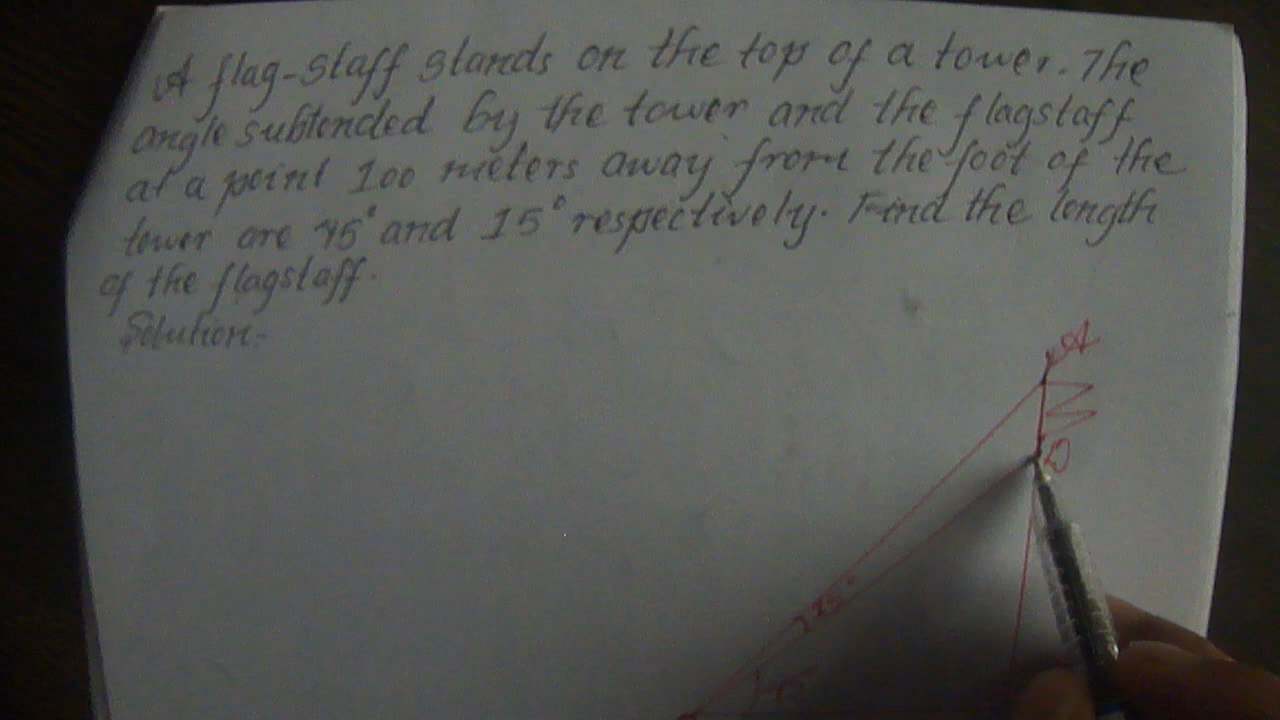 A flag-staff stands on the top of a tower. The
angle subtended by the tower and the flagstaff
at a point 100 meters away from the foot of the
tower are 45° and 15° respectively. Find the length
of the flagstaff.
Solution:-
A
B
15°
45°